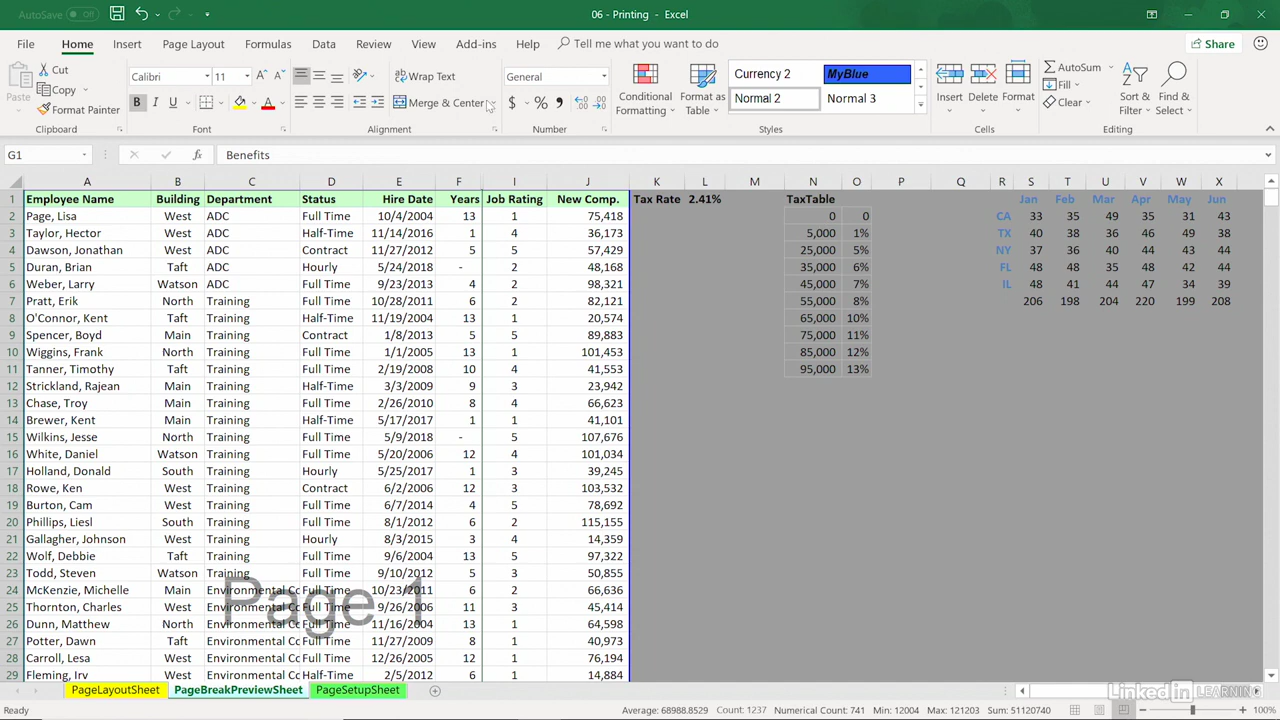 AutoSave Off 06 - Printing - Excel
File Home Insert Page Layout Formulas Data Review View Add-ins Help Tell me what you want to do Share
Paste Cut Copy Format Painter Clipboard
Calibri 11 B I U A Font
Wrap Text Merge & Center Alignment
General $ % Number
Conditional Formatting Format as Table Currency 2 MyBlue Normal 2 Normal 3 Styles
Insert Delete Format Cells
AutoSum Fill Clear Sort & Filter Find & Select Editing
G1 fx Benefits
A B C D E F I J K L M N O P Q R S T U V W X
1 Employee Name Building Department Status Hire Date Years Job Rating New Comp. Tax Rate 2.41% TaxTable Jan Feb Mar Apr May Jun
2 Page, Lisa West ADC Full Time 10/4/2004 13 1 75,418 0 0 CA 33 35 49 35 31 43
3 Taylor, Hector West ADC Half-Time 11/14/2016 1 4 36,173 5,000 1% TX 40 38 36 46 49 38
4 Dawson, Jonathan West ADC Contract 11/27/2012 5 5 57,429 25,000 5% NY 37 36 40 44 43 44
5 Duran, Brian Taft ADC Hourly 5/24/2018 - 2 48,168 35,000 6% FL 48 48 35 48 42 44
6 Weber, Larry Watson ADC Full Time 9/23/2013 4 2 98,321 45,000 7% IL 48 41 44 47 34 39
7 Pratt, Erik North Training Full Time 10/28/2011 6 2 82,121 55,000 8% 206 198 204 220 199 208
8 O'Connor, Kent Taft Training Half-Time 11/19/2004 13 1 20,574 65,000 10%
9 Spencer, Boyd Main Training Contract 1/8/2013 5 5 89,883 75,000 11%
10 Wiggins, Frank North Training Full Time 1/1/2005 13 1 101,453 85,000 12%
11 Tanner, Timothy Taft Training Full Time 2/19/2008 10 4 41,553 95,000 13%
12 Strickland, Rajean Main Training Half-Time 3/3/2009 9 3 23,942
13 Chase, Troy Main Training Full Time 2/26/2010 8 4 66,623
14 Brewer, Kent Main Training Half-Time 5/17/2017 1 1 41,101
15 Wilkins, Jesse North Training Full Time 5/9/2018 - 5 107,676
16 White, Daniel Watson Training Full Time 5/20/2006 12 4 101,034
17 Holland, Donald South Training Hourly 5/25/2017 1 3 39,245
18 Rowe, Ken West Training Contract 6/2/2006 12 3 103,532
19 Burton, Cam West Training Full Time 6/7/2014 4 5 78,692
20 Phillips, Liesl South Training Full Time 8/1/2012 6 2 115,155
21 Gallagher, Johnson West Training Hourly 8/3/2015 3 4 14,359
22 Wolf, Debbie Taft Training Full Time 9/6/2004 13 5 97,322
23 Todd, Steven Watson Training Full Time 9/10/2012 5 3 50,855
24 McKenzie, Michelle Main Environmental Cc Full Time 10/23/2011 6 2 66,636
Page 1
25 Thornton, Charles West Environmental Cc Full Time 9/26/2006 11 3 45,414
26 Dunn, Matthew North Environmental Cc Full Time 11/16/2004 13 1 64,598
27 Potter, Dawn Taft Environmental Cc Full Time 11/27/2009 8 1 40,973
28 Carroll, Lesa West Environmental Cc Full Time 12/26/2005 12 1 76,194
29 Fleming, Irv West Environmental Cc Half-Time 2/5/2012 6 1 14,884
PageLayoutSheet PageBreakPreviewSheet PageSetupSheet LinkedIn LEARNING
Ready Average: 68988.8529 Count: 1237 Numerical Count: 741 Min: 12004 Max: 121203 Sum: 51120740 100%